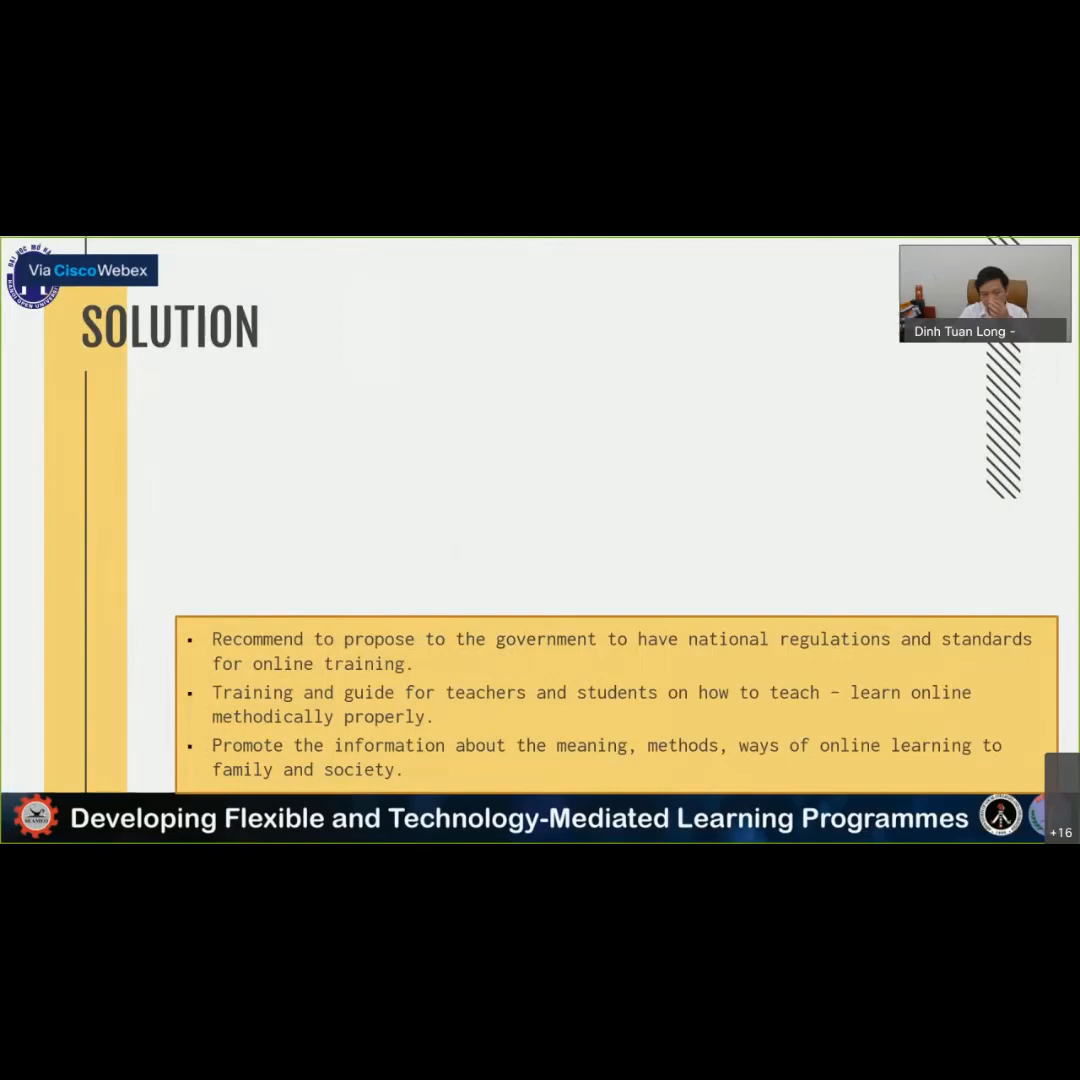 Via CiscoWebex
SOLUTION
Dinh Tuan Long -
▪ Recommend to propose to the government to have national regulations and standards
for online training.
▪ Training and guide for teachers and students on how to teach – learn online
methodically properly.
▪ Promote the information about the meaning, methods, ways of online learning to
family and society.
SEAMEO
Developing Flexible and Technology-Mediated Learning Programmes
+16